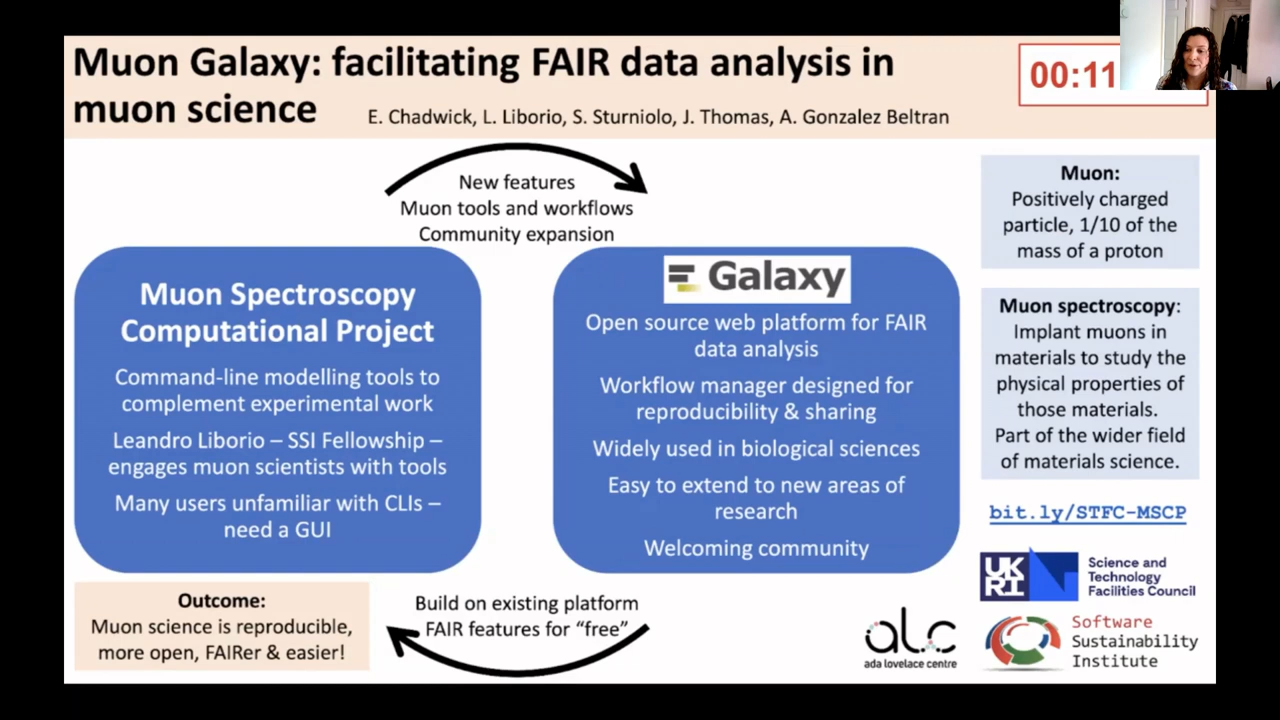 Muon Galaxy: facilitating FAIR data analysis in
muon science
E. Chadwick, L. Liborio, S. Sturniolo, J. Thomas, A. Gonzalez Beltran
00:11
New features
Muon tools and workflows
Community expansion
Muon Spectroscopy
Computational Project
Command-line modelling tools to
complement experimental work
Leandro Liborio – SSI Fellowship –
engages muon scientists with tools
Many users unfamiliar with CLIs –
need a GUI
Galaxy
Open source web platform for FAIR
data analysis
Workflow manager designed for
reproducibility & sharing
Widely used in biological sciences
Easy to extend to new areas of
research
Welcoming community
Muon:
Positively charged
particle, 1/10 of the
mass of a proton
Muon spectroscopy:
Implant muons in
materials to study the
physical properties of
those materials.
Part of the wider field
of materials science.
bit.ly/STFC-MSCP
Outcome:
Muon science is reproducible,
more open, FAIRer & easier!
Build on existing platform
FAIR features for “free”
alc
ada lovelace centre
UK
RI
Science and
Technology
Facilities Council
Software
Sustainability
Institute